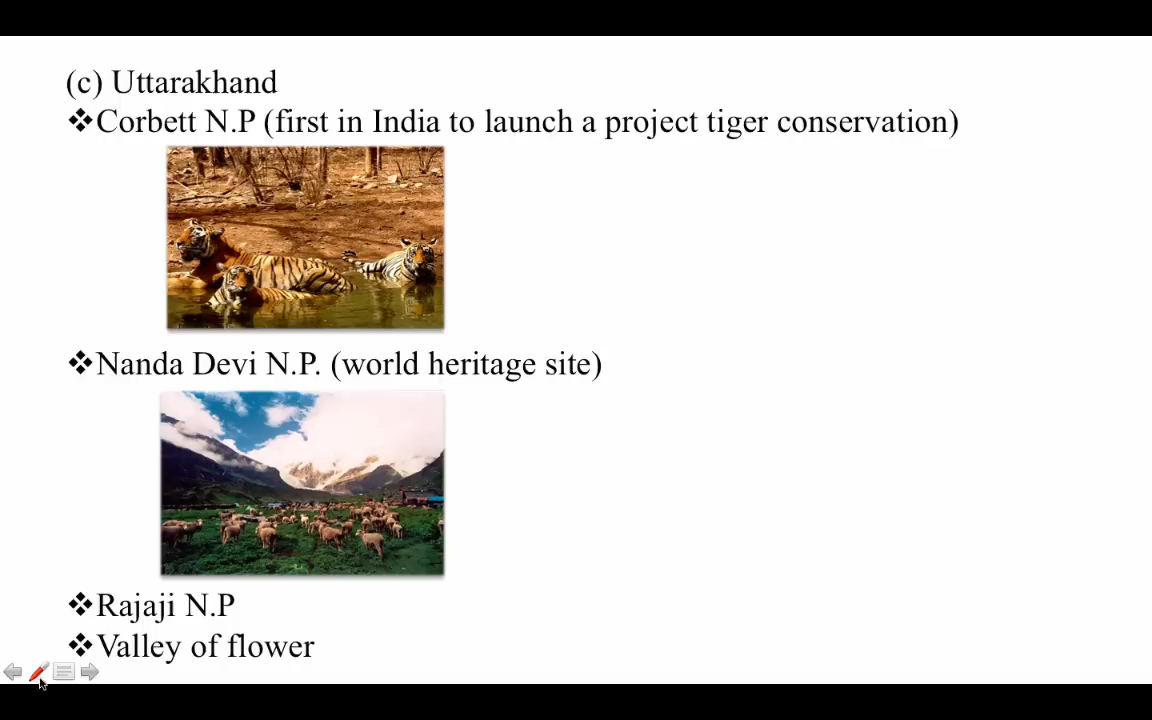 (c) Uttarakhand
❖Corbett N.P (first in India to launch a project tiger conservation)
❖Nanda Devi N.P. (world heritage site)
❖Rajaji N.P
❖Valley of flower